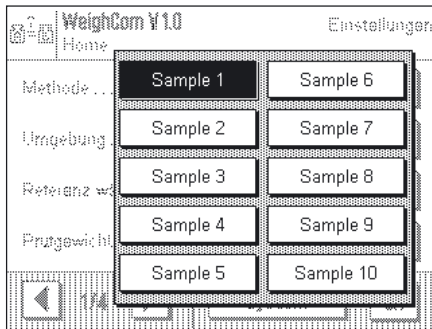 WeighCom V1.0
Einstellungen
Home
Methode...
Umgebung.
Referenz
Prüfgewicht
Sample 1
Sample 2
Sample 3
Sample 4
Sample 5
Sample 6
Sample 7
Sample 8
Sample 9
Sample 10
1/4